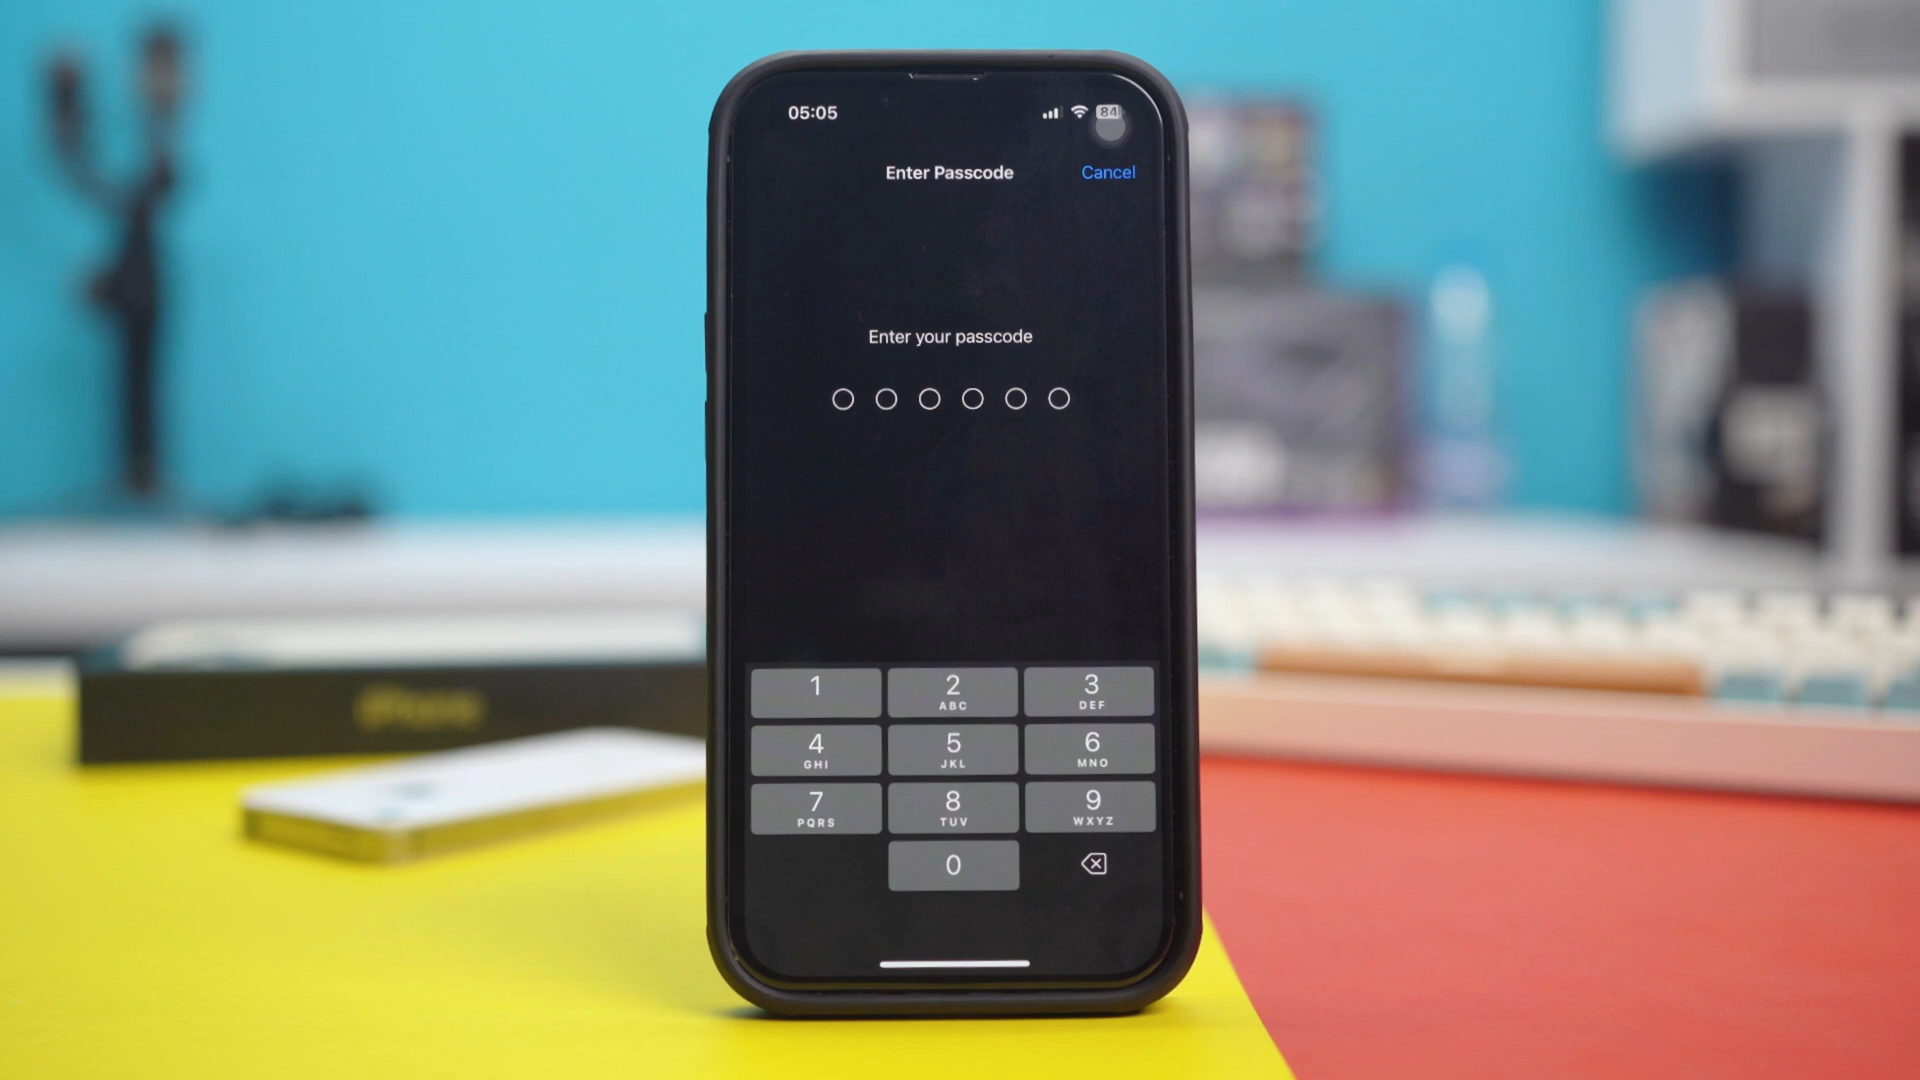 05:05
84
Enter Passcode
Cancel
Enter your passcode
1
2
3
ABC
DEF
4
5
6
GHI
JKL
MNO
7
8
9
PQRS
TUV
WXYZ
0
iPhone